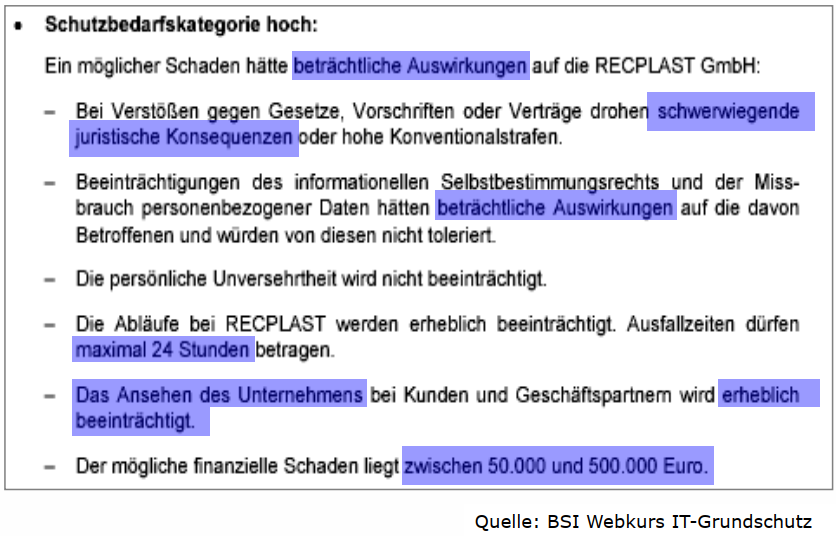 • Schutzbedarfskategorie hoch:
Ein möglicher Schaden hätte beträchtliche Auswirkungen auf die RECPLAST GmbH:
– Bei Verstößen gegen Gesetze, Vorschriften oder Verträge drohen schwerwiegende
juristische Konsequenzen oder hohe Konventionalstrafen.
– Beeinträchtigungen des informationellen Selbstbestimmungsrechts und der Miss-
brauch personenbezogener Daten hätten beträchtliche Auswirkungen auf die davon
Betroffenen und würden von diesen nicht toleriert.
– Die persönliche Unversehrtheit wird nicht beeinträchtigt.
– Die Abläufe bei RECPLAST werden erheblich beeinträchtigt. Ausfallzeiten dürfen
maximal 24 Stunden betragen.
– Das Ansehen des Unternehmens bei Kunden und Geschäftspartnern wird erheblich
beeinträchtigt.
– Der mögliche finanzielle Schaden liegt zwischen 50.000 und 500.000 Euro.
Quelle: BSI Webkurs IT-Grundschutz